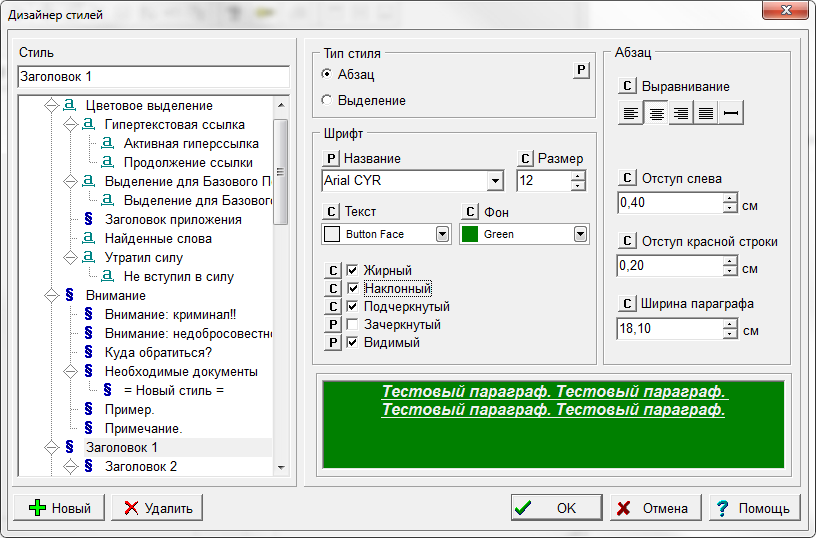 Дизайнер стилей
Стиль
Заголовок 1
Цветовое выделение
Гипертекстовая ссылка
Активная гиперссылка
Продолжение ссылки
Выделение для Базового П
Выделение для Базовог
Заголовок приложения
Найденные слова
Утратил силу
Не вступил в силу
Внимание
Внимание: криминал!!
Внимание: недобросовестн
Куда обратиться?
Необходимые документы
= Новый стиль =
Пример.
Примечание.
Заголовок 1
Заголовок 2
Новый
Удалить
Тип стиля
Абзац
P
Выделение
Шрифт
P Название
C Размер
Arial CYR
12
C Текст
C Фон
Button Face
Green
C Жирный
C Наклонный
C Подчеркнутый
P Зачеркнутый
P Видимый
Абзац
C Выравнивание
C Отступ слева
0,40 см
C Отступ красной строки
0,20 см
C Ширина параграфа
18,10 см
Тестовый параграф. Тестовый параграф.
Тестовый параграф. Тестовый параграф.
OK
Отмена
Помощь